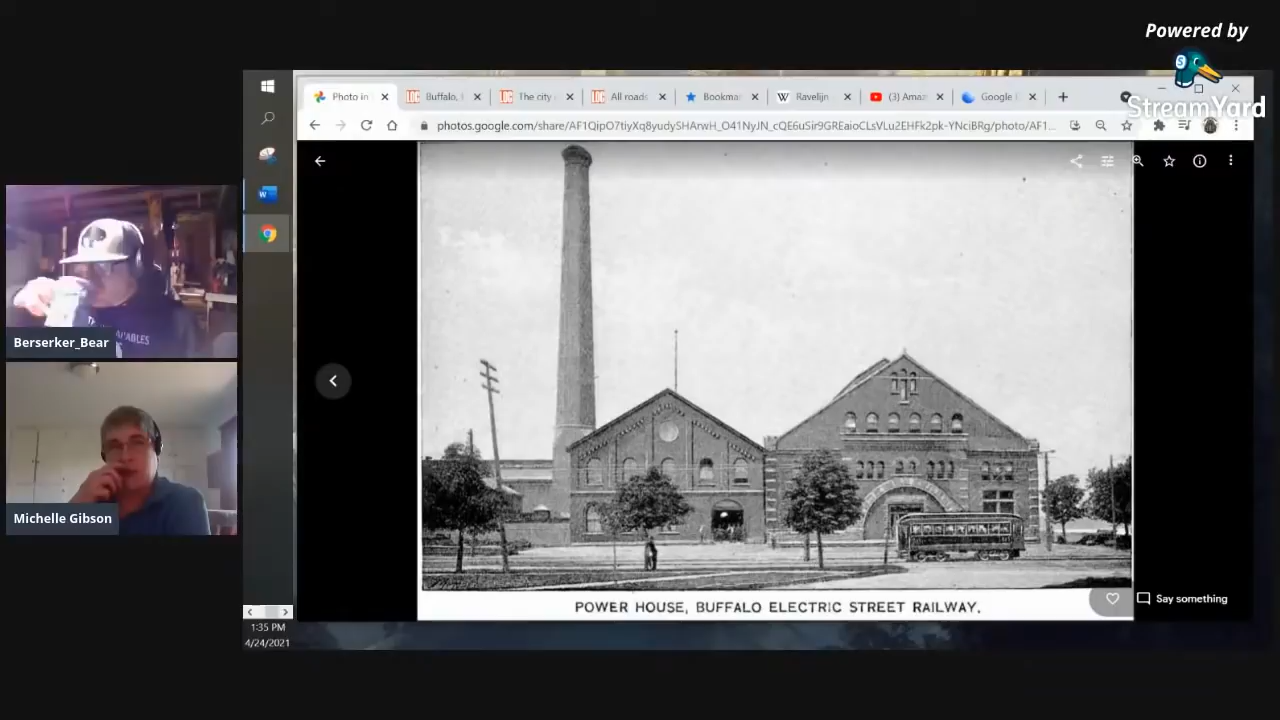 Powered by
StreamYard
Photo in
Buffalo, I
The city
All roads
Bookma
Ravelijn
(3) Amaz
Google
photos.google.com/share/AF1QipO7tiyXq8yudySHArwH_O41NyJN_cQE6uSir9GREaioCLsVLu2EHFk2pk-YNciBRg/photo/AF1...
Berserker_Bear
Michelle Gibson
POWER HOUSE, BUFFALO ELECTRIC STREET RAILWAY.
Say something
1:35 PM
4/24/2021